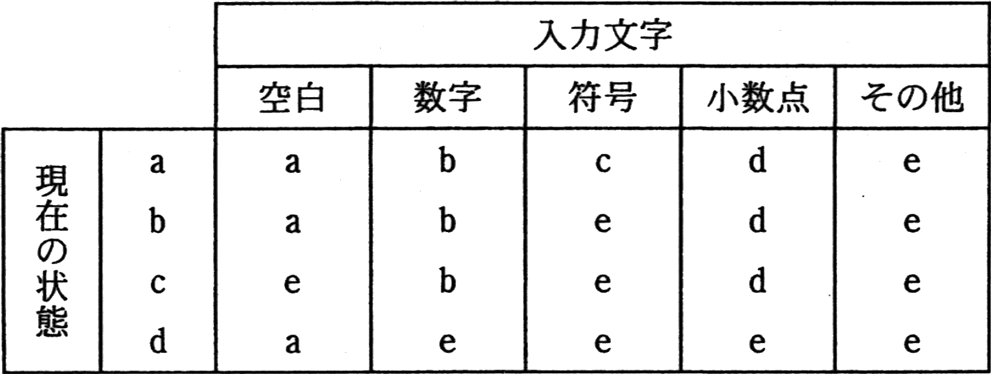 入力文字
空白 数字 符号 小数点 その他
現在の状態
a a b c d e
b a b e d e
c e b e d e
d a e e e e